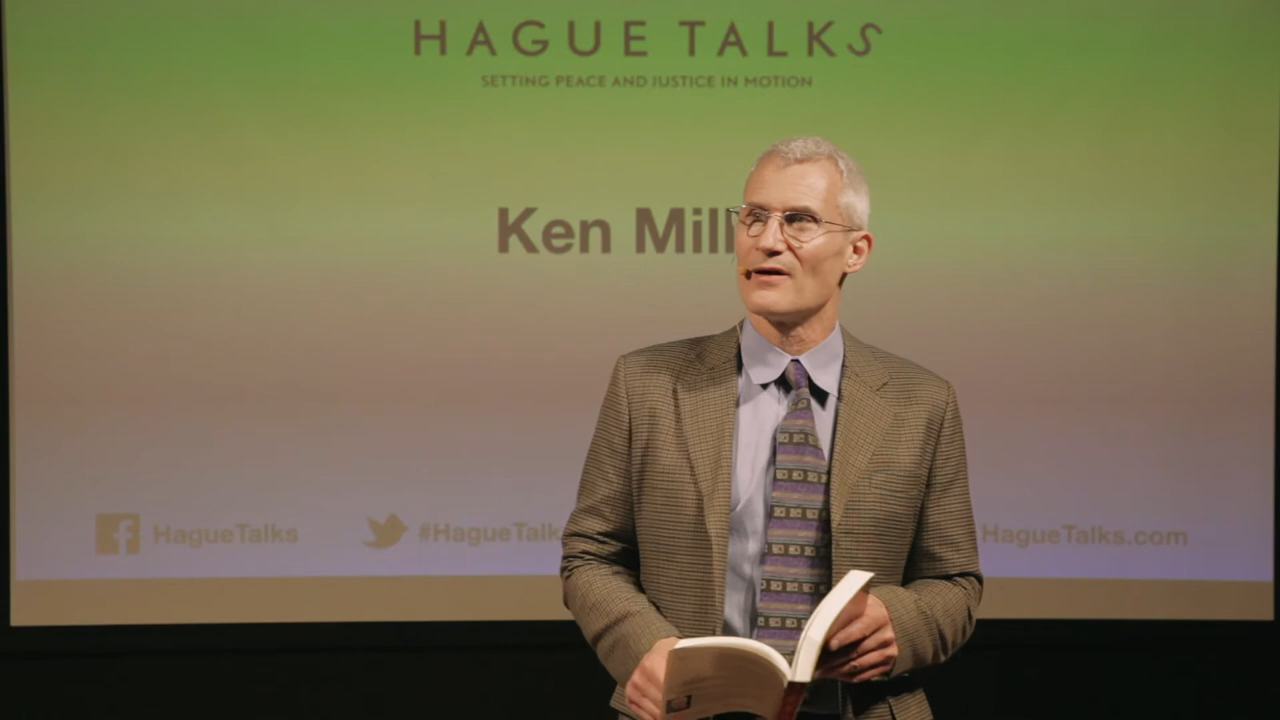 HAGUE TALKS
SETTING PEACE AND JUSTICE IN MOTION
Ken Mill
HagueTalks #HagueTalk HagueTalks.com